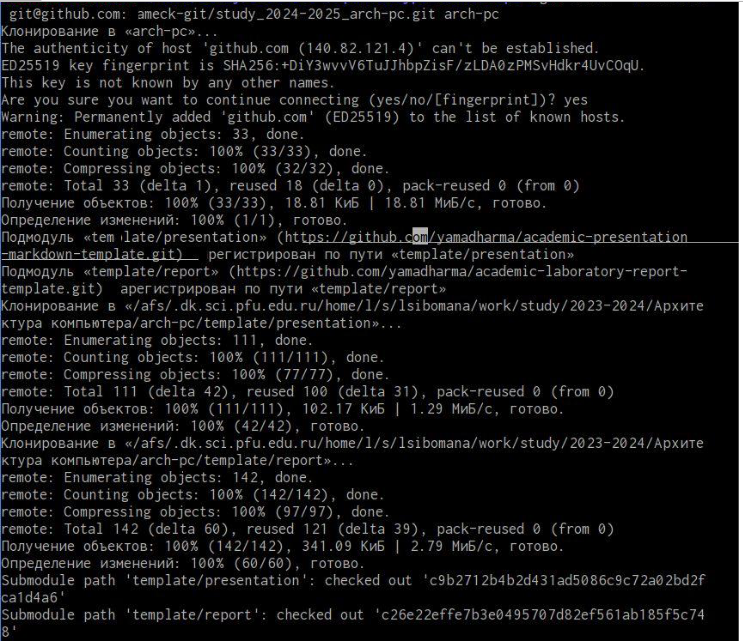 git@github.com: ameck-git/study_2024-2025_arch-pc.git arch-pc
Клонирование в «arch-pc»...
The authenticity of host 'github.com (140.82.121.4)' can't be established.
ED25519 key fingerprint is SHA256:+DiY3wvvV6TuJJhbpZisF/zLDA0zPMSvHdkr4UvCOqU.
This key is not known by any other names.
Are you sure you want to continue connecting (yes/no/[fingerprint])? yes
Warning: Permanently added 'github.com' (ED25519) to the list of known hosts.
remote: Enumerating objects: 33, done.
remote: Counting objects: 100% (33/33), done.
remote: Compressing objects: 100% (32/32), done.
remote: Total 33 (delta 1), reused 18 (delta 0), pack-reused 0 (from 0)
Получение объектов: 100% (33/33), 18.81 КиБ | 18.81 МиБ/с, готово.
Определение изменений: 100% (1/1), готово.
Подмодуль «tem late/presentation» (https://github.com/yamadharma/academic-presentation
-markdown-template.git) регистрирован по пути «template/presentation»
Подмодуль «template/report» (https://github.com/yamadharma/academic-laboratory-report-
template.git) арегистрирован по пути «template/report»
Клонирование в «/afs/.dk.sci.pfu.edu.ru/home/l/s/lsibomana/work/study/2023-2024/Архите
ктура компьютера/arch-pc/template/presentation»...
remote: Enumerating objects: 111, done.
remote: Counting objects: 100% (111/111), done.
remote: Compressing objects: 100% (77/77), done.
remote: Total 111 (delta 42), reused 100 (delta 31), pack-reused 0 (from 0)
Получение объектов: 100% (111/111), 102.17 КиБ | 1.29 МиБ/с, готово.
Определение изменений: 100% (42/42), готово.
Клонирование в «/afs/.dk.sci.pfu.edu.ru/home/l/s/lsibomana/work/study/2023-2024/Архите
ктура компьютера/arch-pc/template/report»...
remote: Enumerating objects: 142, done.
remote: Counting objects: 100% (142/142), done.
remote: Compressing objects: 100% (97/97), done.
remote: Total 142 (delta 60), reused 121 (delta 39), pack-reused 0 (from 0)
Получение объектов: 100% (142/142), 341.09 КиБ | 2.79 МиБ/с, готово.
Определение изменений: 100% (60/60), готово.
Submodule path 'template/presentation': checked out 'c9b2712b4b2d431ad5086c9c72a02bd2f
ca1d4a6'
Submodule path 'template/report': checked out 'c26e22effe7b3e0495707d82ef561ab185f5c74
8'